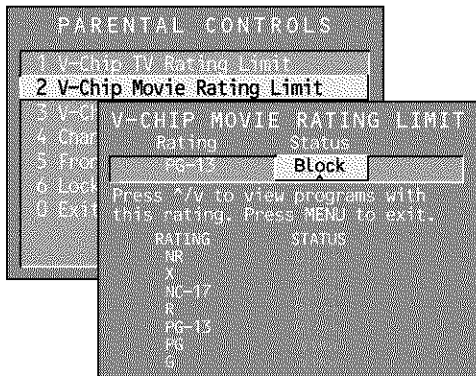 PARENTAL CONTROLS
1 V-Chip TV Rating Limit
2 V-Chip Movie Rating Limit
3 V-Ch
4 Chan
5 Fron
6 Lock
0 Exit
V-CHIP MOVIE RATING LIMIT
Rating Status
PG-13 Block
Press ^/v to view programs with
this rating. Press MENU to exit.
RATING STATUS
NR
X
NC-17
R
PG-13
PG
G